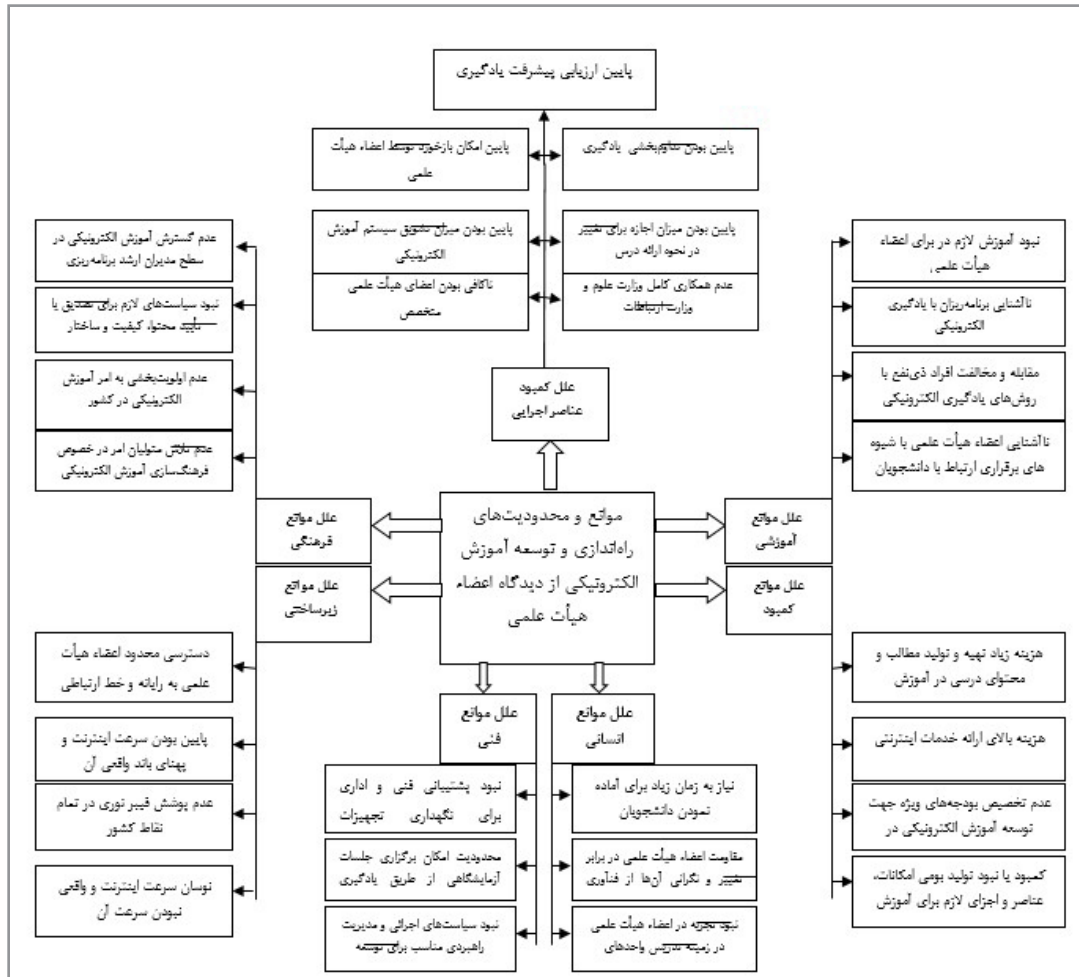 پایین ارزیابی پیشرفت یادگیری
پایین بودن تداوم‌بخشی یادگیری
پایین امکان بازخورد توسط اعضاء هیأت
علمی
پایین بودن میزان اجازه برای تغییر
در نحوه ارائه درس
پایین بودن میزان تشویق سیستم آموزش
الکترونیکی
عدم همکاری کامل وزارت علوم و
وزارت ارتباطات
ناکافی بودن اعضای هیأت علمی
متخصص
علل کمبود
عناصر اجرایی
نبود آموزش لازم در برای اعضاء
هیأت علمی
ناآشنایی برنامه‌ریزان با یادگیری
الکترونیکی
مقابله و مخالفت افراد ذی‌نفع با
روش‌های یادگیری الکترونیکی
ناآشنایی اعضاء هیأت علمی با شیوه
های برقراری ارتباط با دانشجویان
عدم گسترش آموزش الکترونیکی در
سطح مدیران ارشد برنامه‌ریزی
نبود سیاست‌های لازم برای تصدیق یا
تأیید محتوا، کیفیت و ساختار
عدم اولویت‌بخشی به امر آموزش
الکترونیکی در کشور
عدم تلاش متولیان امر در خصوص
فرهنگ‌سازی آموزش الکترونیکی
موانع و محدودیت‌های
راه‌اندازی و توسعه آموزش
الکترونیکی از دیدگاه اعضاء
هیأت علمی
علل موانع
آموزشی
علل موانع
کمبود
علل موانع
فرهنگی
علل موانع
زیرساختی
علل موانع
انسانی
علل موانع
فنی
هزینه زیاد تهیه و تولید مطالب و
محتوای درسی در آموزش
هزینه بالای ارائه خدمات اینترنتی
عدم تخصیص بودجه‌های ویژه جهت
توسعه آموزش الکترونیکی در
کمبود یا نبود تولید بومی امکانات،
عناصر و اجزای لازم برای آموزش
نیاز به زمان زیاد برای آماده
نمودن دانشجویان
مقاومت اعضاء هیأت علمی در برابر
تغییر و نگرانی آن‌ها از فنآوری
نبود تجربه در اعضاء هیأت علمی
در زمینه تدریس واحدهای
نبود پشتیبانی فنی و اداری
برای نگهداری تجهیزات
محدودیت امکان برگزاری جلسات
آزمایشگاهی از طریق یادگیری
نبود سیاست‌های اجرائی و مدیریت
راهبردی مناسب برای توسعه
دسترسی محدود اعضاء هیأت
علمی به رایانه و خط ارتباطی
پایین بودن سرعت اینترنت و
پهنای باند واقعی آن
عدم پوشش فیبر نوری در تمام
نقاط کشور
نوسان سرعت اینترنت و واقعی
نبودن سرعت آن